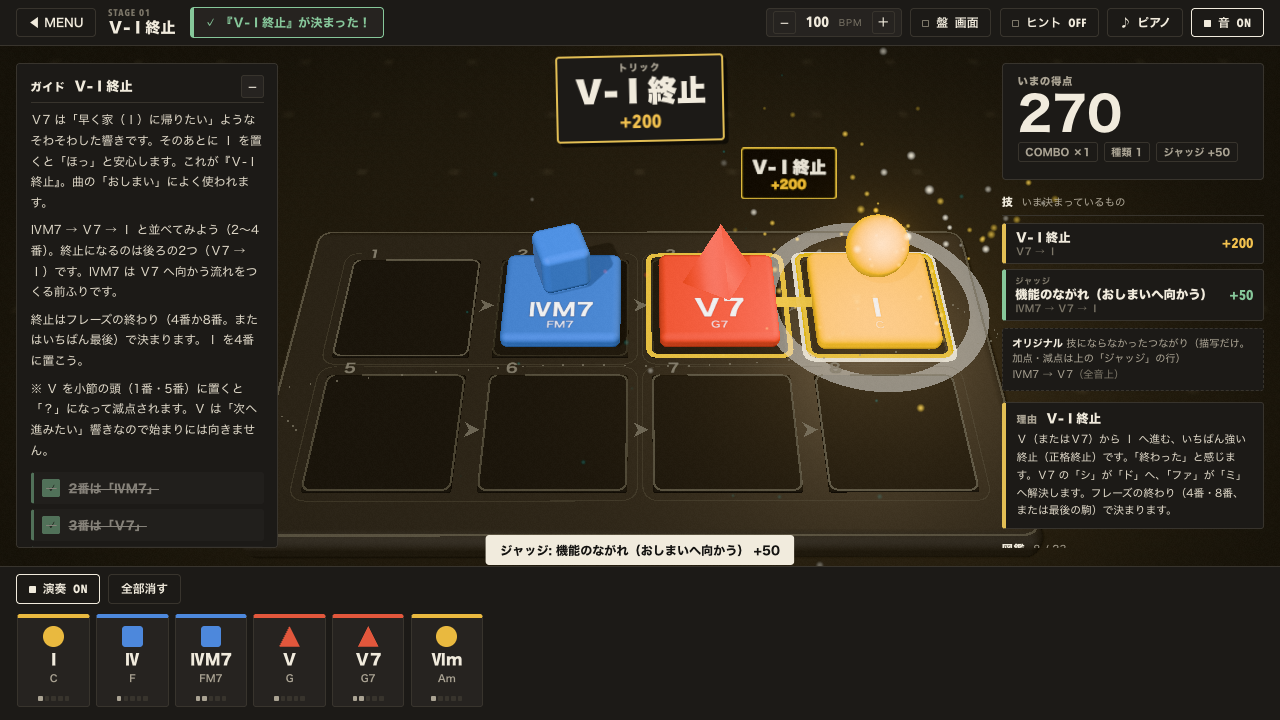 ◀ MENU
STAGE 01
V-Ⅰ終止
✓ 『V-Ⅰ終止』が決まった！
− 100 BPM +
□ 盤 画面
□ ヒント OFF
♪ ピアノ
■ 音 ON
ガイド V-Ⅰ終止
−
V7 は「早く家（Ⅰ）に帰りたい」ような
そわそわした響きです。そのあとに Ⅰ を置
くと「ほっ」と安心します。これが『V-Ⅰ
終止』。曲の「おしまい」によく使われま
す。
ⅣM7 → V7 → Ⅰ と並べてみよう（2〜4
番）。終止になるのは後ろの2つ（V7 →
Ⅰ）です。ⅣM7 は V7 へ向かう流れをつ
くる前ふりです。
終止はフレーズの終わり（4番か8番、また
はいちばん最後）で決まります。Ⅰ を4番
に置こう。
※ V を小節の頭（1番・5番）に置くと
「？」になって減点されます。V は「次へ
進みたい」響きなので始まりには向きませ
ん。
✓ 2番は「ⅣM7」
✓ 3番は「V7」
トリック
V-Ⅰ終止
+200
V-Ⅰ終止
+200
1
ⅣM7
FM7
V7
G7
Ⅰ
C
5
6
7
8
ジャッジ: 機能のながれ（おしまいへ向かう） +50
いまの得点
270
COMBO ×1
種類 1
ジャッジ +50
技 いま決まっているもの
V-Ⅰ終止
V7 → Ⅰ
+200
ジャッジ
機能のながれ（おしまいへ向かう）
ⅣM7 → V7 → Ⅰ
+50
オリジナル 技にならなかったつながり（描写だけ。
加点・減点は上の「ジャッジ」の行）
ⅣM7 → V7（全音上）
理由 V-Ⅰ終止
V（またはV7）から Ⅰ へ進む、いちばん強い
終止（正格終止）です。「終わった」と感じま
す。V7 の「シ」が「ド」へ、「ファ」が「ミ」
へ解決します。フレーズの終わり（4番・8番、
または最後の駒）で決まります。
■ 演奏 ON
全部消す
Ⅰ
C
Ⅳ
F
ⅣM7
FM7
V
G
V7
G7
Ⅵm
Am